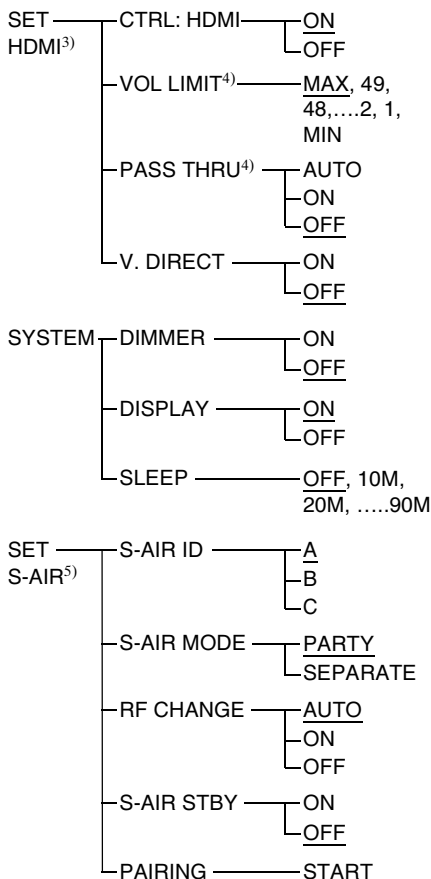 SET HDMI3)
CTRL: HDMI
ON
OFF
VOL LIMIT4)
MAX, 49,
48,....2, 1,
MIN
PASS THRU4)
AUTO
ON
OFF
V. DIRECT
ON
OFF
SYSTEM
DIMMER
ON
OFF
DISPLAY
ON
OFF
SLEEP
OFF, 10M,
20M, .....90M
SET S-AIR5)
S-AIR ID
A
B
C
S-AIR MODE
PARTY
SEPARATE
RF CHANGE
AUTO
ON
OFF
S-AIR STBY
ON
OFF
PAIRING
START